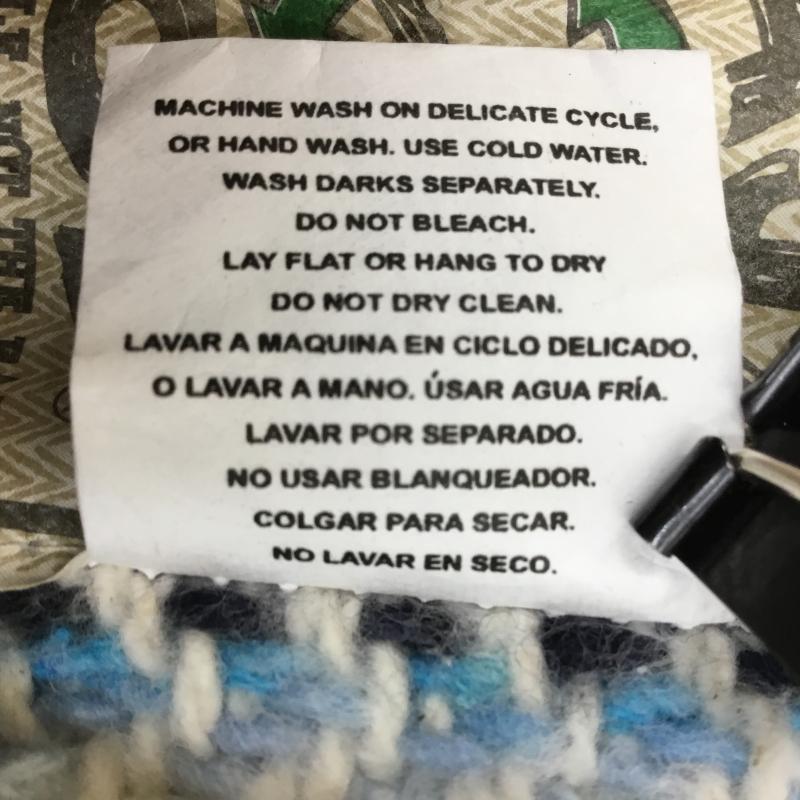 MACHINE WASH ON DELICATE CYCLE,
OR HAND WASH. USE COLD WATER.
WASH DARKS SEPARATELY.
DO NOT BLEACH.
LAY FLAT OR HANG TO DRY
DO NOT DRY CLEAN.
LAVAR A MAQUINA EN CICLO DELICADO,
O LAVAR A MANO. ÚSAR AGUA FRÍA.
LAVAR POR SEPARADO.
NO USAR BLANQUEADOR.
COLGAR PARA SECAR.
NO LAVAR EN SECO.